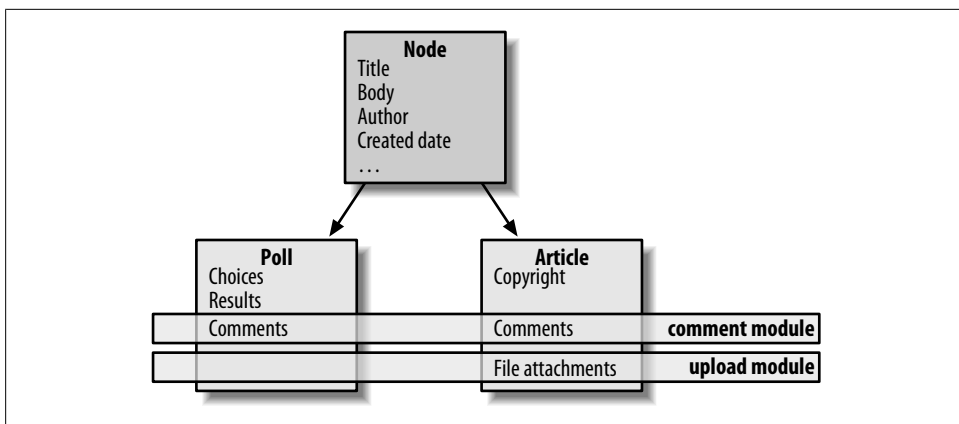 Node
Title
Body
Author
Created date
...
Poll
Choices
Results
Comments
Article
Copyright
Comments
comment module
File attachments
upload module